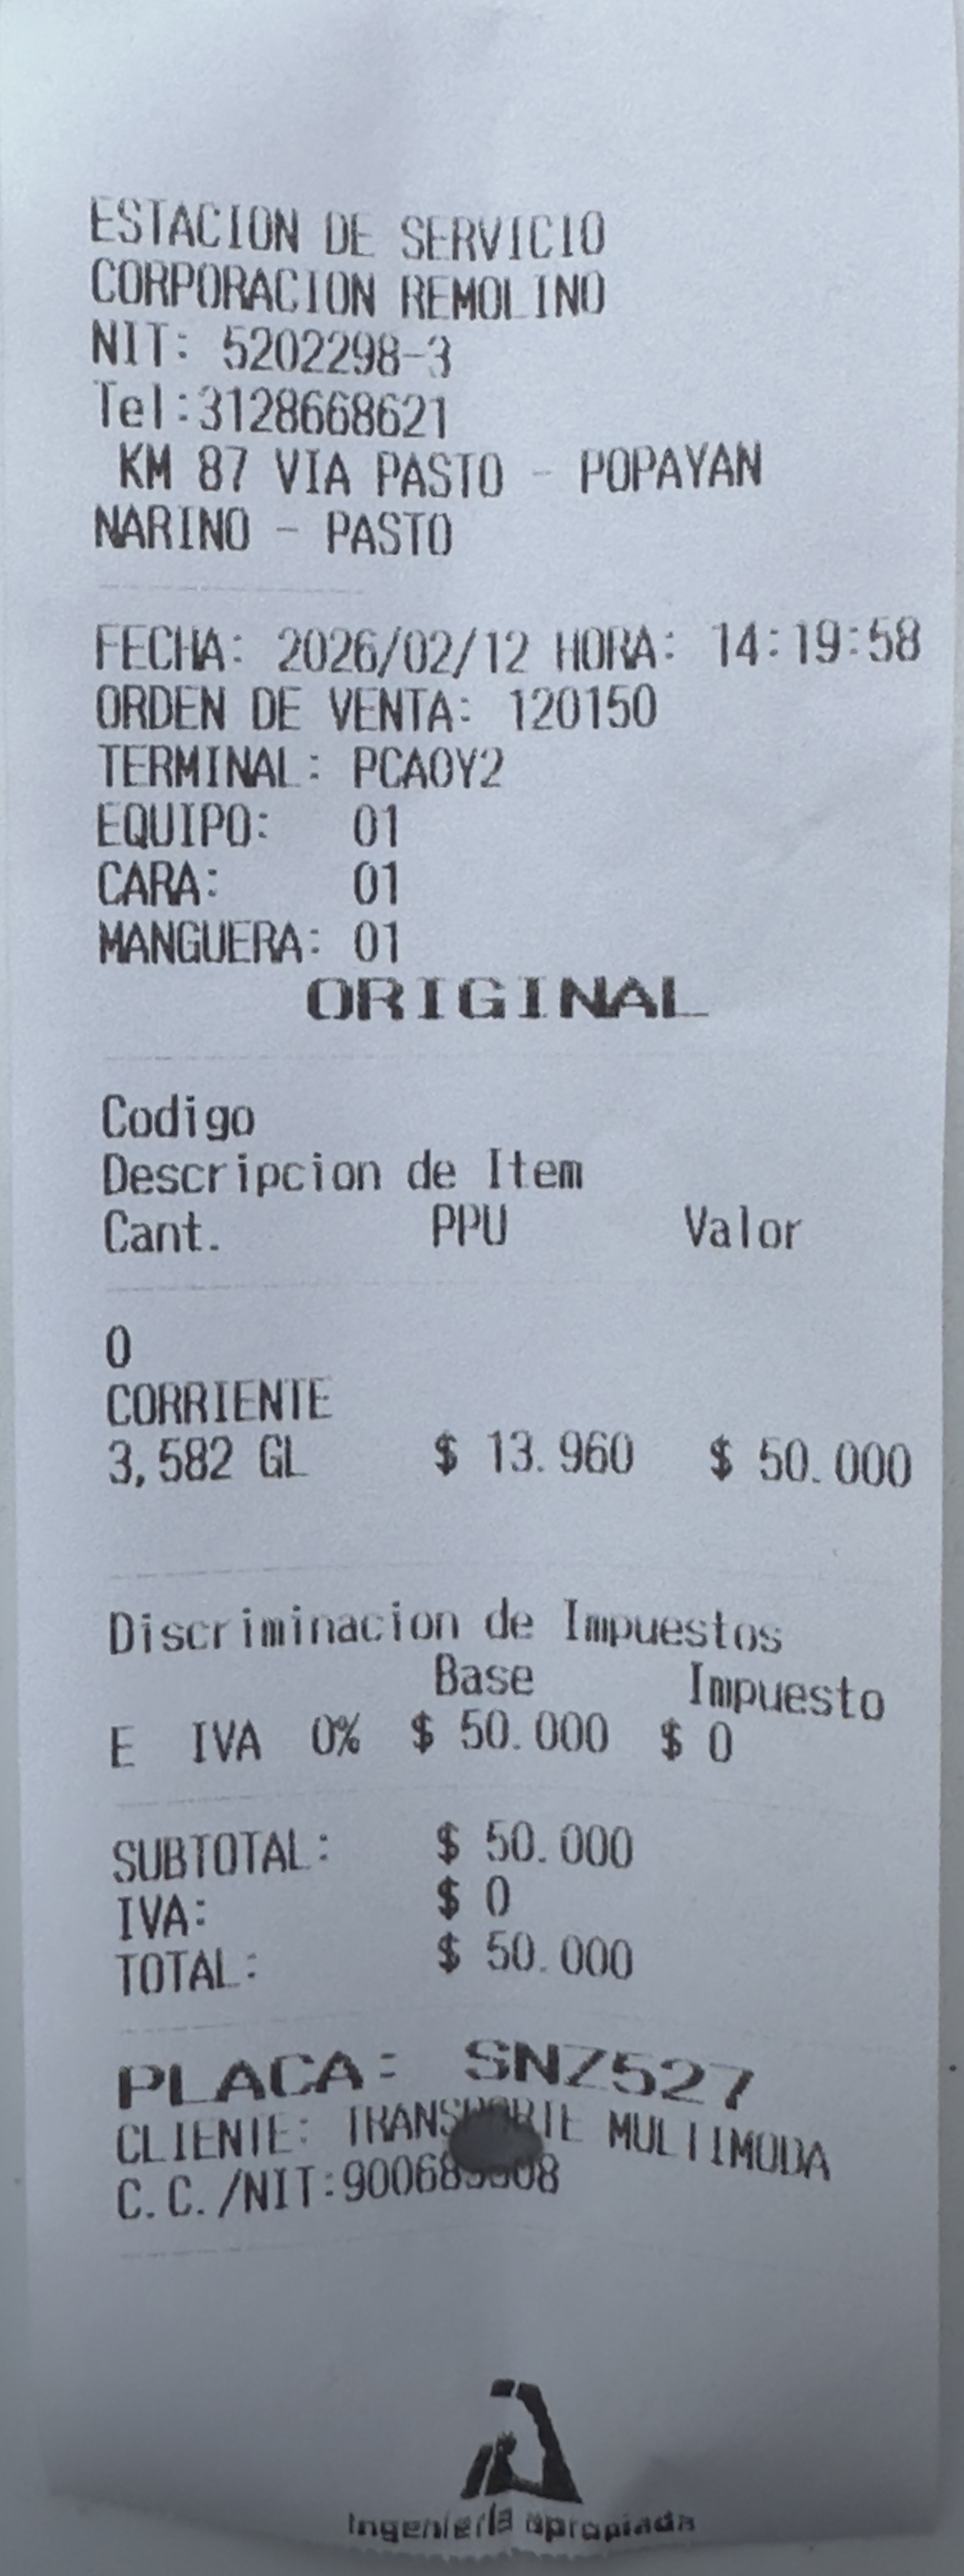 ESTACION DE SERVICIO
CORPORACION REMOLINO
NIT: 5202298-3
Tel:3128668621
KM 87 VIA PASTO - POPAYAN
NARINO - PASTO
FECHA: 2026/02/12 HORA: 14:19:58
ORDEN DE VENTA: 120150
TERMINAL: PCA0Y2
EQUIPO: 01
CARA: 01
MANGUERA: 01
ORIGINAL
Codigo
Descripcion de Item
Cant. PPU Valor
0
CORRIENTE
3,582 GL $ 13.960 $ 50.000
Discriminacion de Impuestos
Base Impuesto
E IVA 0% $ 50.000 $ 0
SUBTOTAL: $ 50.000
IVA: $ 0
TOTAL: $ 50.000
PLACA: SNZ527
CLIENTE: TRANSPORTE MULTIMODA
C.C./NIT:
Ingeniería apropiada